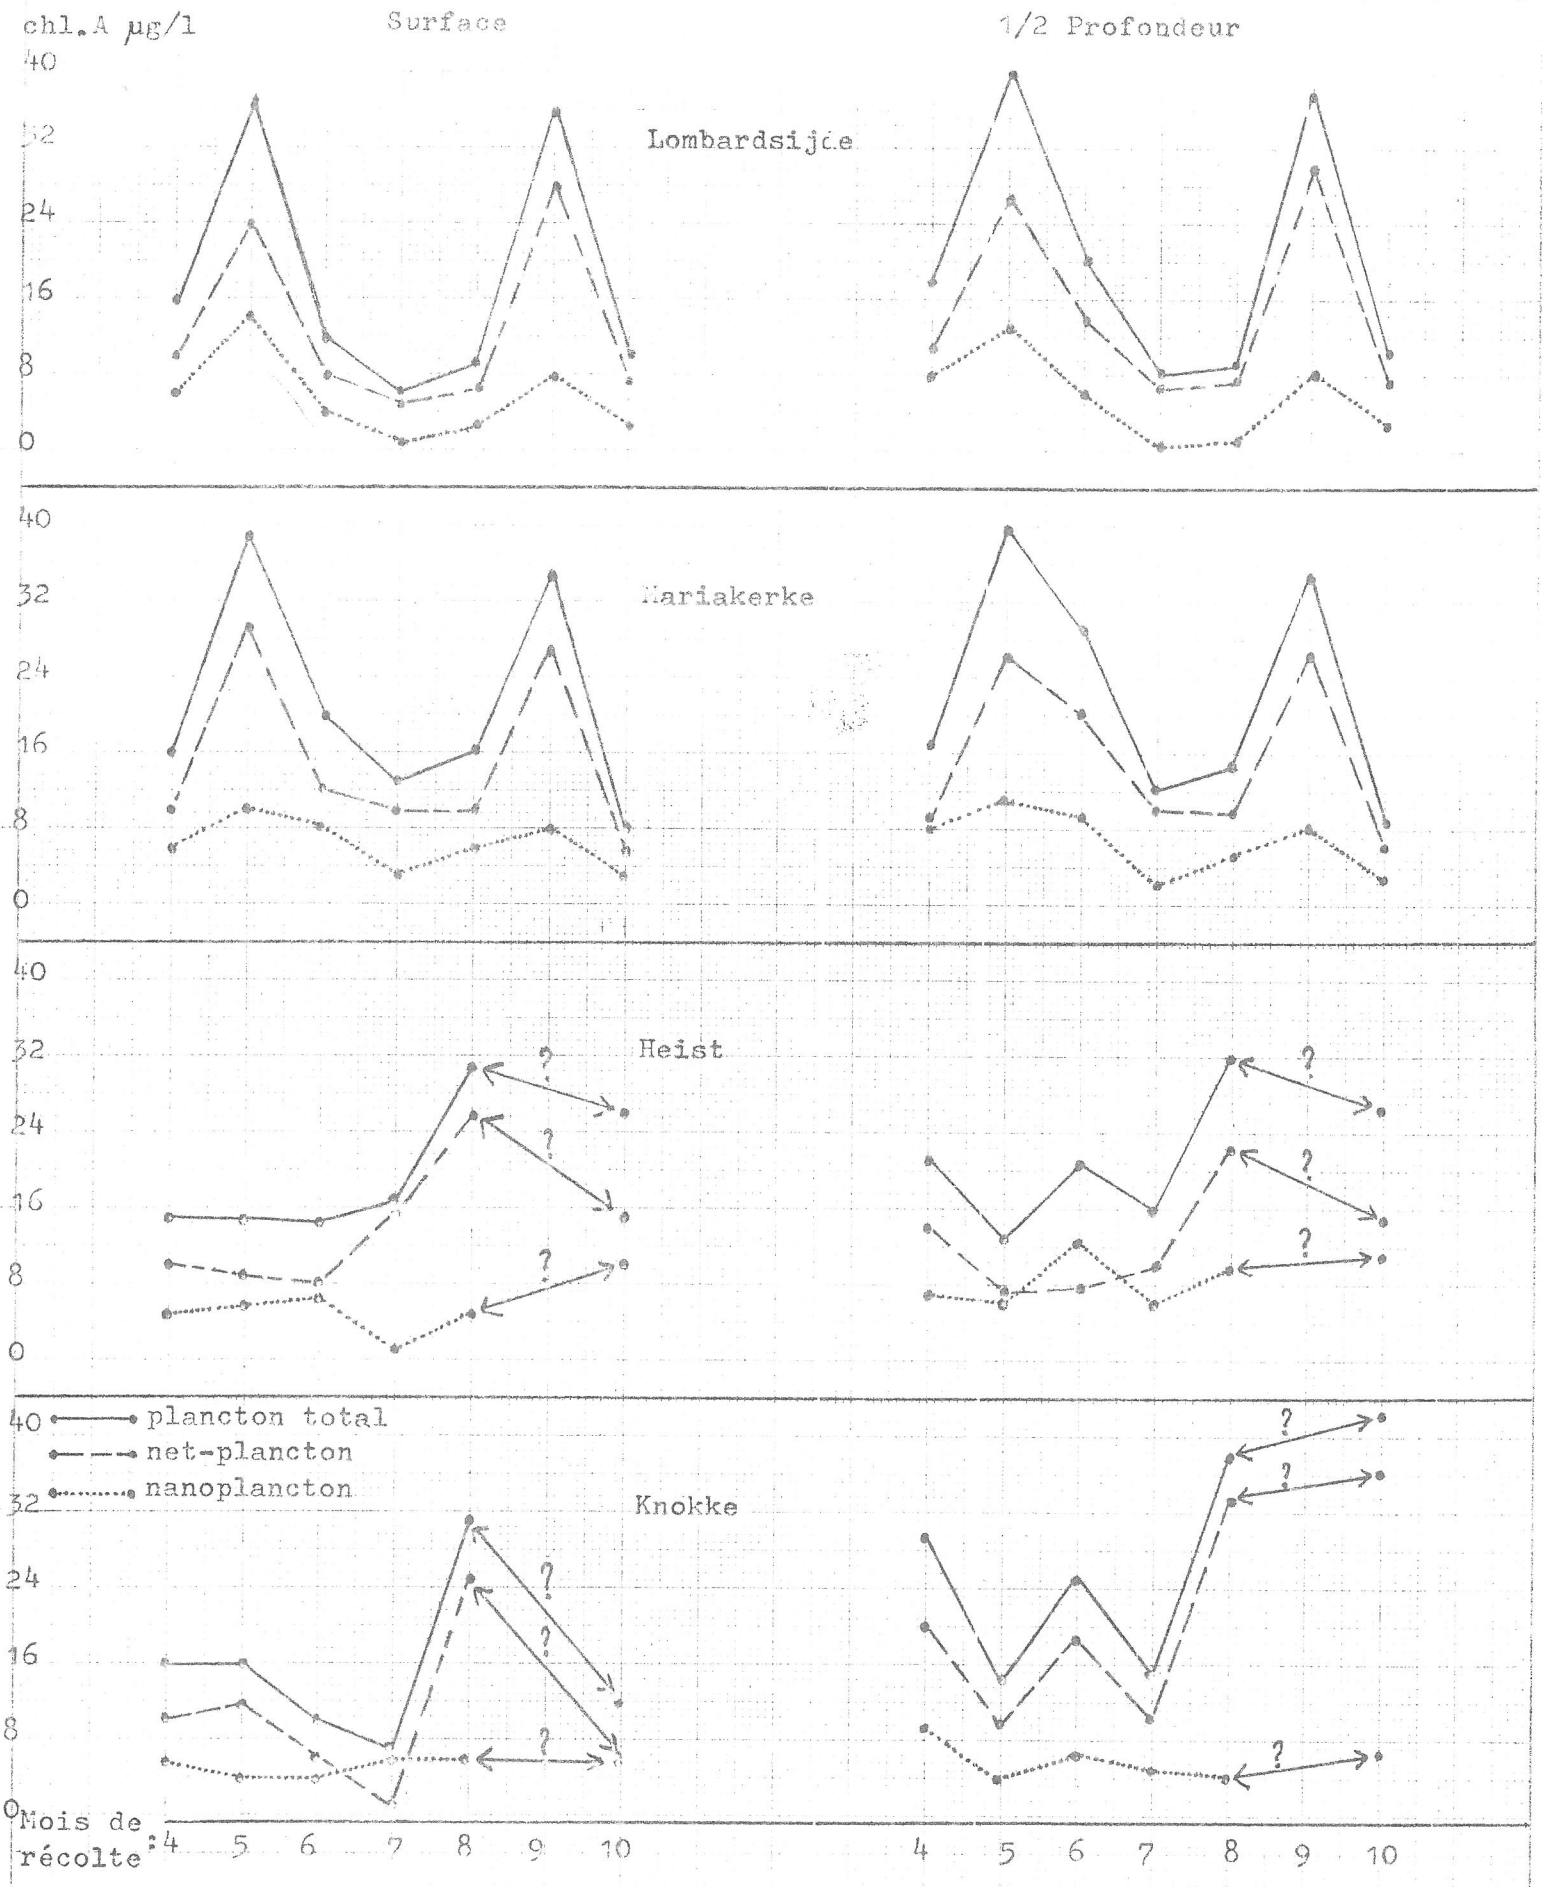 chl.A µg/l Surface 1/2 Profondeur
40
32 Lombardsijde
24
16
8
0
40
32 Mariakerke
24
16
8
0
40
32 ? Heist ?
24
? ?
16
8 ? ?
0
40 plancton total ?
net-plancton ?
nanoplancton
32 Knokke
24 ?
?
16
8 ? ?
0
Mois de
récolte : 4 5 6 7 8 9 10 4 5 6 7 8 9 10